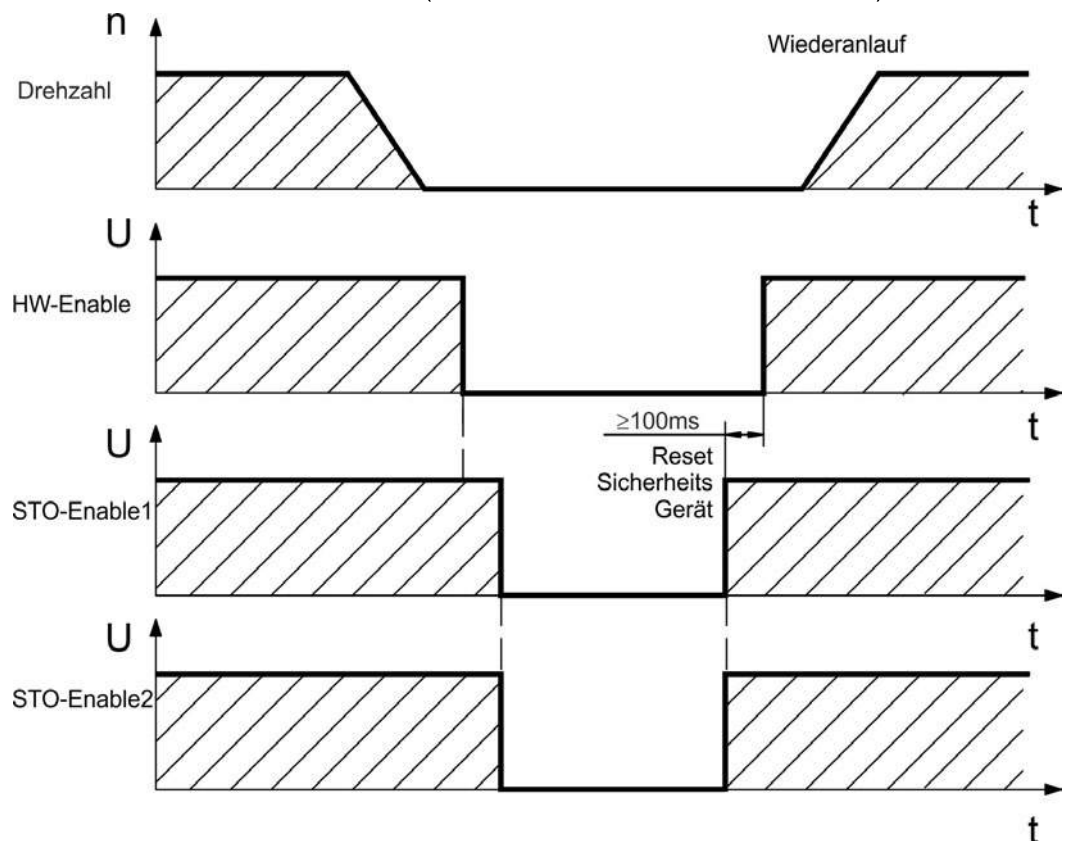 n
Wiederanlauf
Drehzahl
t
U
HW-Enable
t
≥100ms
Reset
Sicherheits
Gerät
U
STO-Enable1
t
U
STO-Enable2
t